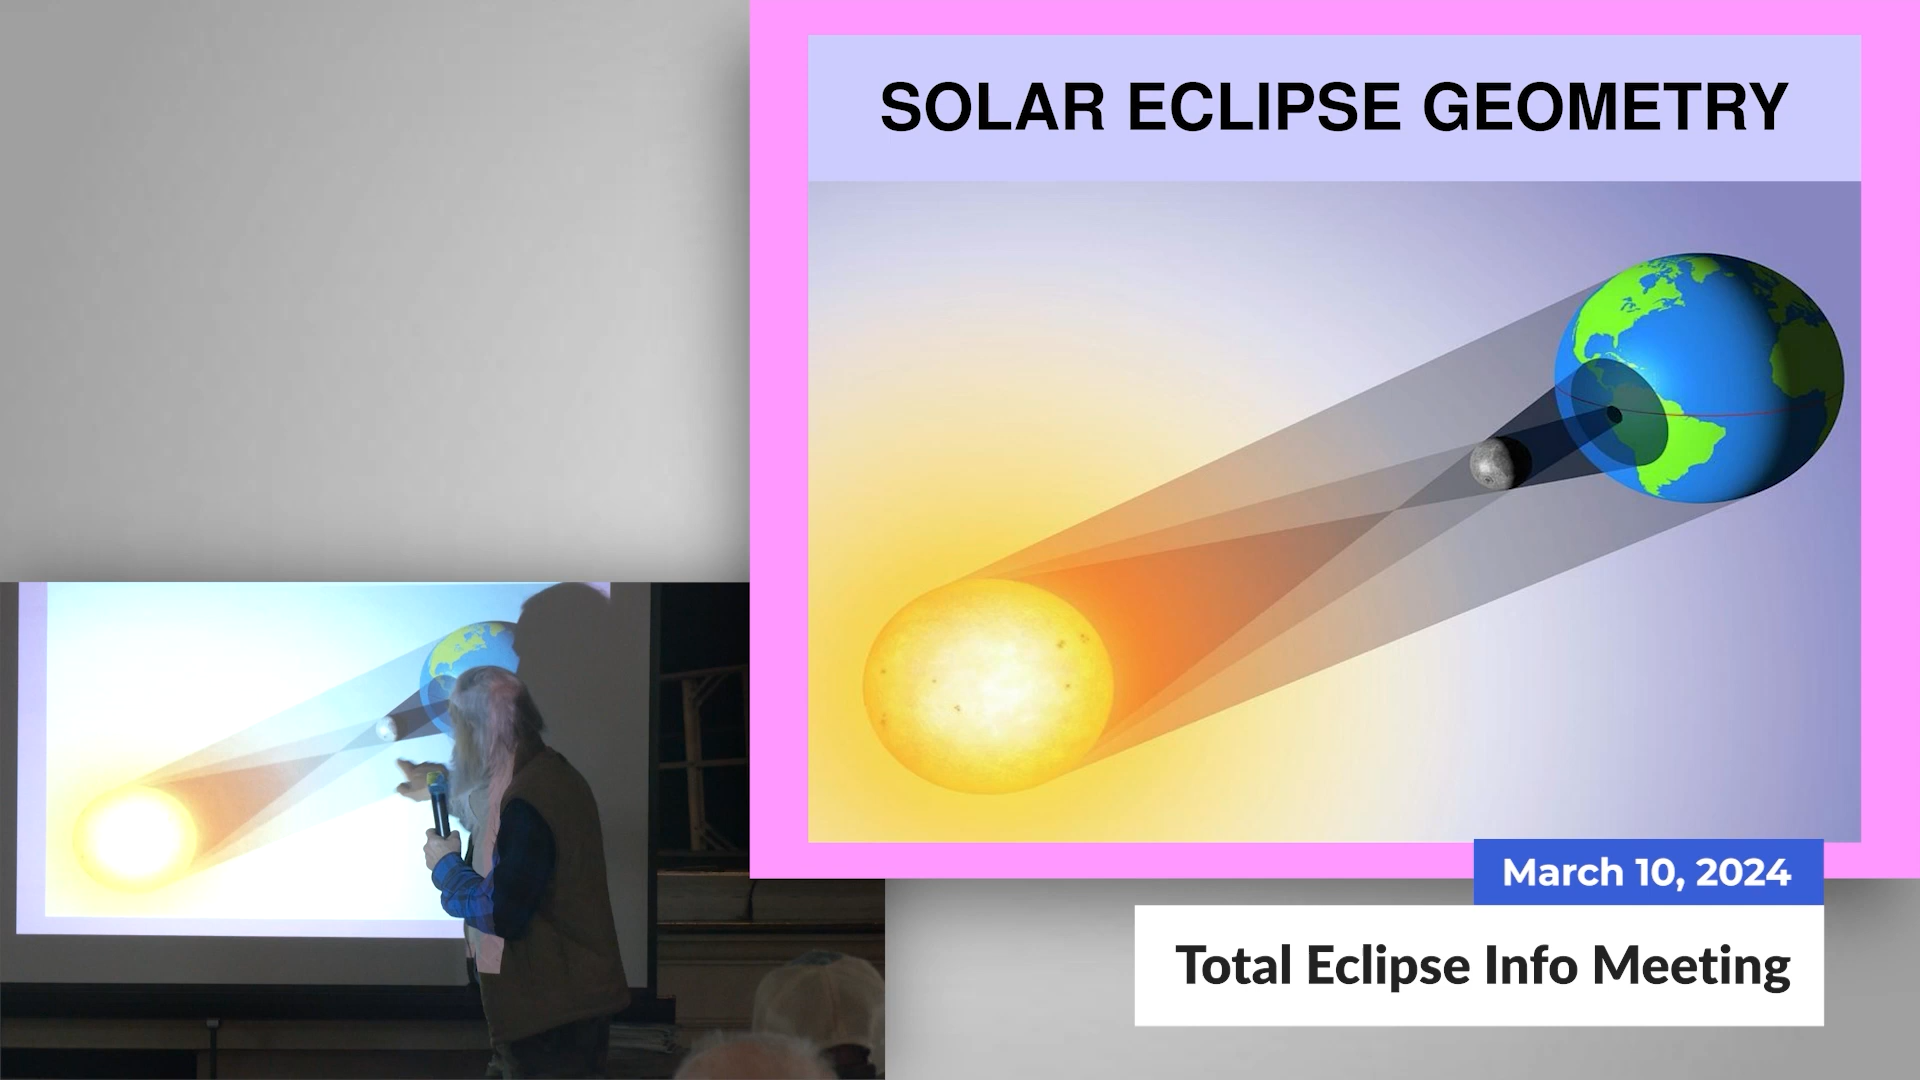 SOLAR ECLIPSE GEOMETRY
March 10, 2024
Total Eclipse Info Meeting